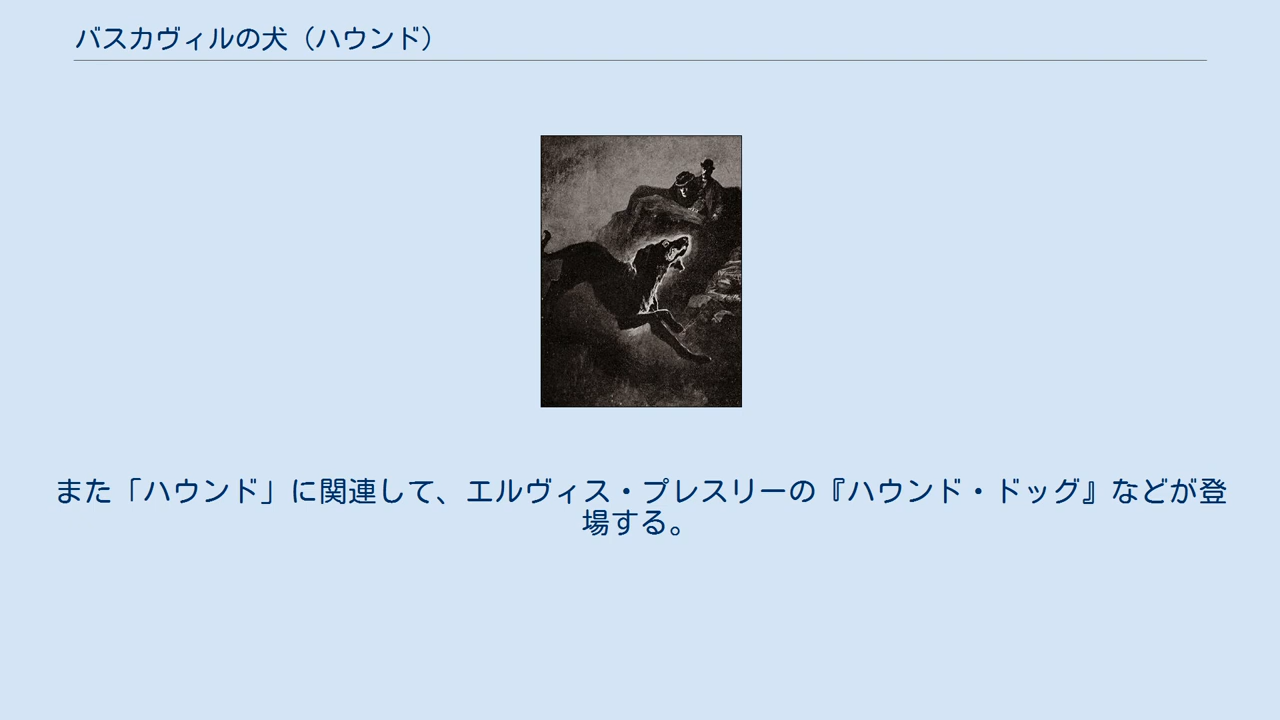 バスカヴィルの犬（ハウンド）
また「ハウンド」に関連して、エルヴィス・プレスリーの『ハウンド・ドッグ』などが登
場する。